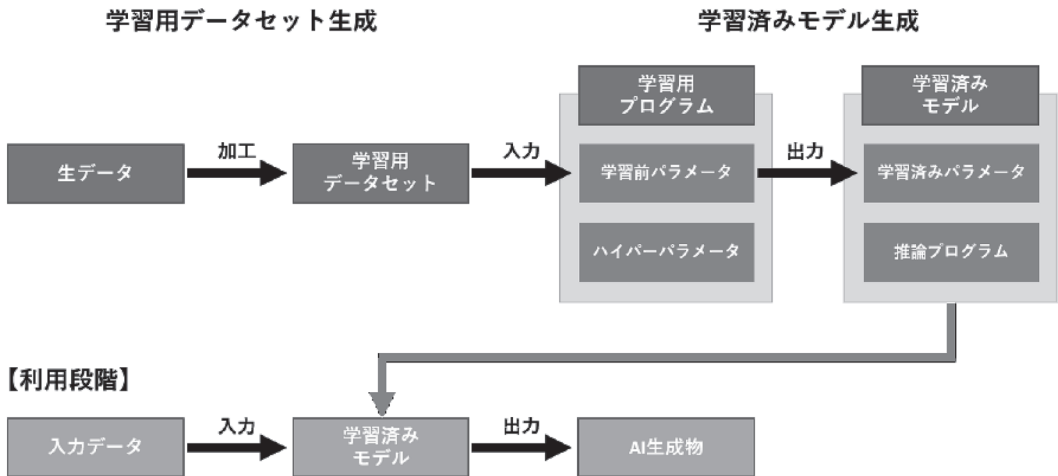 学習用データセット生成
学習済みモデル生成
学習用
プログラム
学習済み
モデル
生データ
加工
学習用
データセット
入力
学習前パラメータ
ハイパーパラメータ
出力
学習済みパラメータ
推論プログラム
【利用段階】
入力データ
入力
学習済み
モデル
出力
AI生成物